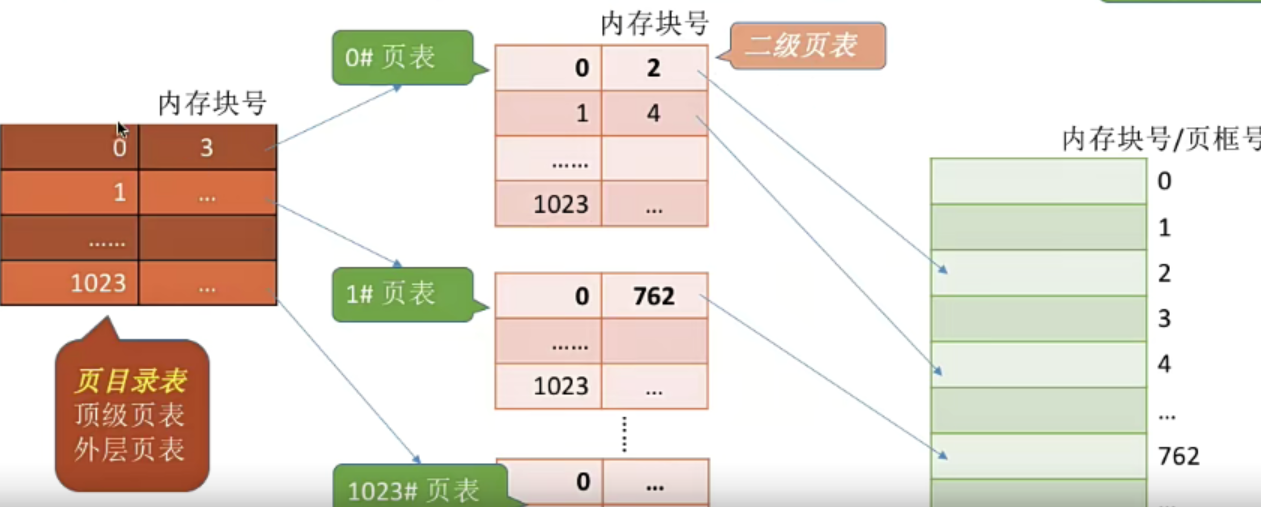 内存块号
0 3
1 ...
......
1023 ...
页目录表
顶级页表
外层页表
0# 页表
内存块号
0 2
1 4
......
1023 ...
二级页表
1# 页表
0 762
......
1023 ...
1023# 页表
0 ...
内存块号/页框号
0
1
2
3
4
...
762